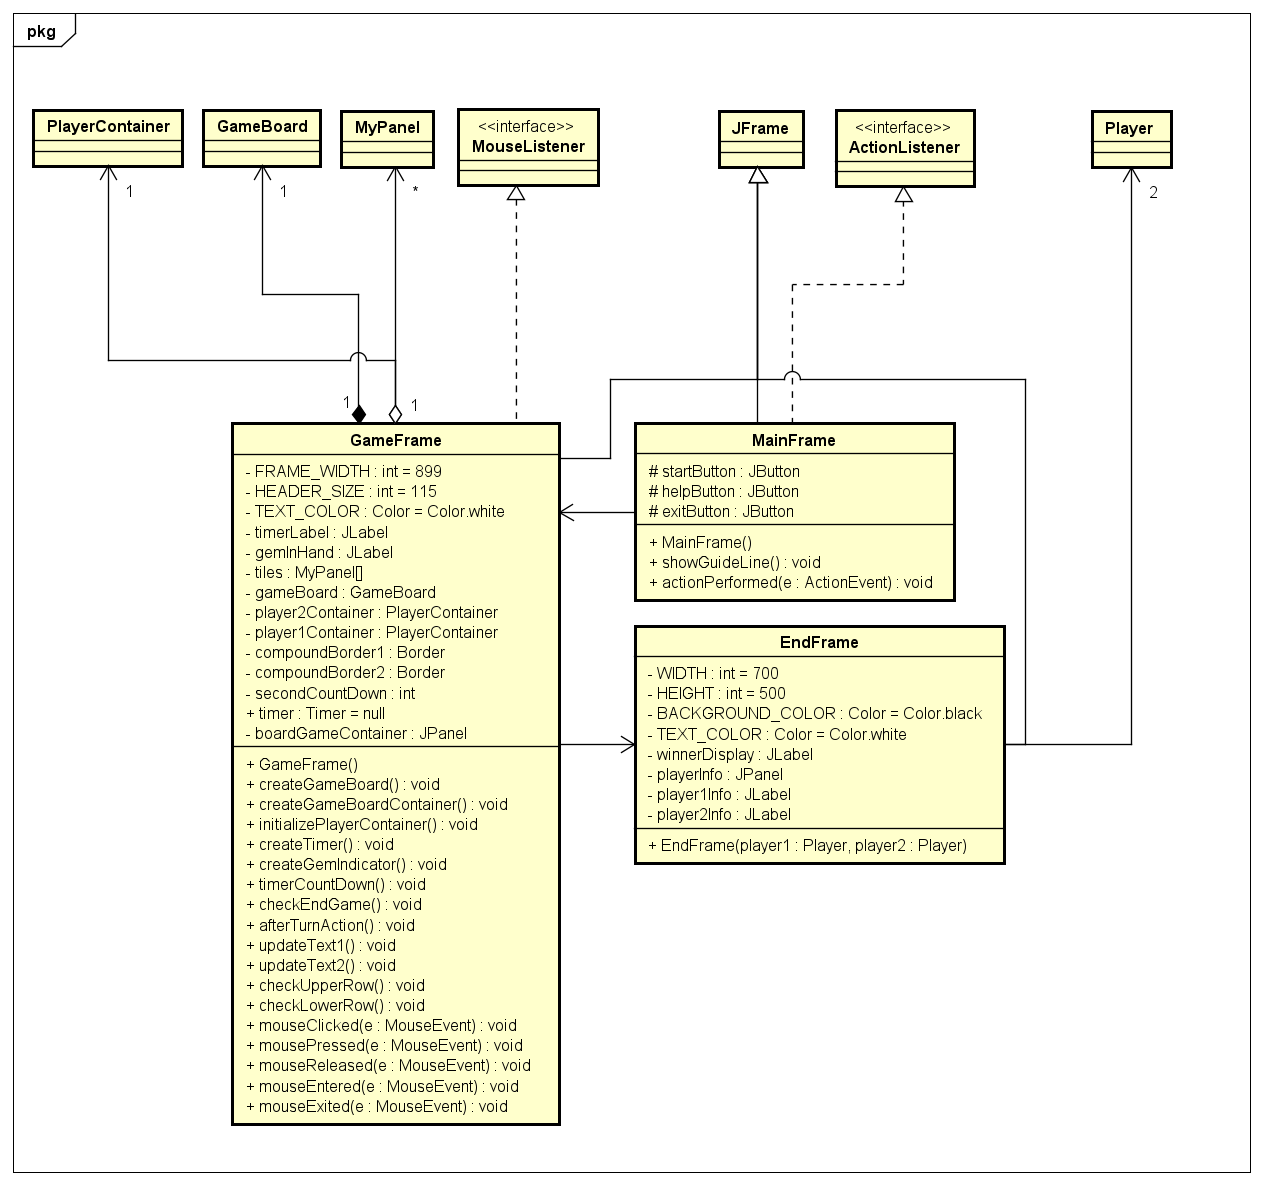 pkg
PlayerContainer
GameBoard
MyPanel
<<interface>>
MouseListener
JFrame
<<interface>>
ActionListener
Player
1
1
*
2
1
1
GameFrame
- FRAME_WIDTH : int = 899
- HEADER_SIZE : int = 115
- TEXT_COLOR : Color = Color.white
- timerLabel : JLabel
- gemInHand : JLabel
- tiles : MyPanel[]
- gameBoard : GameBoard
- player2Container : PlayerContainer
- player1Container : PlayerContainer
- compoundBorder1 : Border
- compoundBorder2 : Border
- secondCountDown : int
+ timer : Timer = null
- boardGameContainer : JPanel
+ GameFrame()
+ createGameBoard() : void
+ createGameBoardContainer() : void
+ initializePlayerContainer() : void
+ createTimer() : void
+ createGemIndicator() : void
+ timerCountDown() : void
+ checkEndGame() : void
+ afterTurnAction() : void
+ updateText1() : void
+ updateText2() : void
+ checkUpperRow() : void
+ checkLowerRow() : void
+ mouseClicked(e : MouseEvent) : void
+ mousePressed(e : MouseEvent) : void
+ mouseReleased(e : MouseEvent) : void
+ mouseEntered(e : MouseEvent) : void
+ mouseExited(e : MouseEvent) : void
MainFrame
# startButton : JButton
# helpButton : JButton
# exitButton : JButton
+ MainFrame()
+ showGuideLine() : void
+ actionPerformed(e : ActionEvent) : void
EndFrame
- WIDTH : int = 700
- HEIGHT : int = 500
- BACKGROUND_COLOR : Color = Color.black
- TEXT_COLOR : Color = Color.white
- winnerDisplay : JLabel
- playerInfo : JPanel
- player1Info : JLabel
- player2Info : JLabel
+ EndFrame(player1 : Player, player2 : Player)